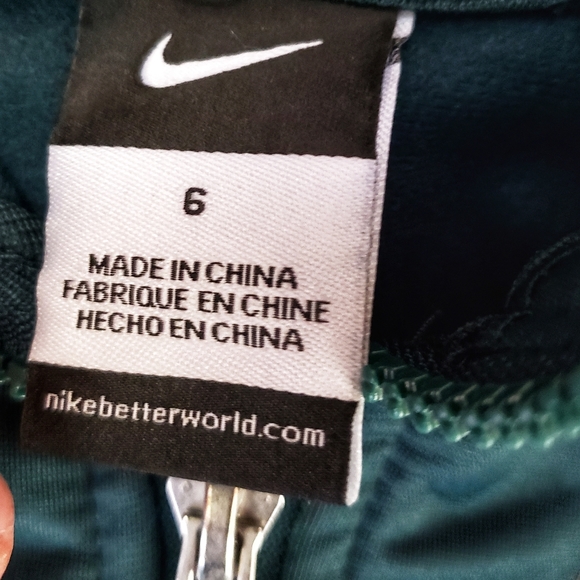 6
MADE IN CHINA
FABRIQUE EN CHINE
HECHO EN CHINA
nikebetterworld.com